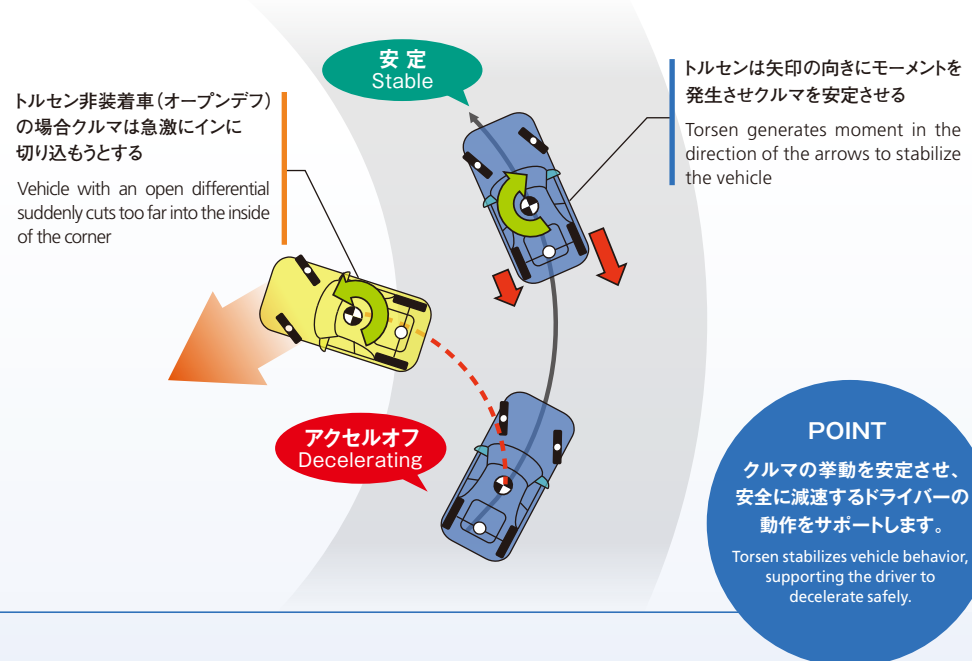 安 定
Stable
トルセン非装着車(オープンデフ)
の場合クルマは急激にインに
切り込もうとする
Vehicle with an open differential
suddenly cuts too far into the inside
of the corner
トルセンは矢印の向きにモーメントを
発生させクルマを安定させる
Torsen generates moment in the
direction of the arrows to stabilize
the vehicle
アクセルオフ
Decelerating
POINT
クルマの挙動を安定させ、
安全に減速するドライバーの
動作をサポートします。
Torsen stabilizes vehicle behavior,
supporting the driver to
decelerate safely.